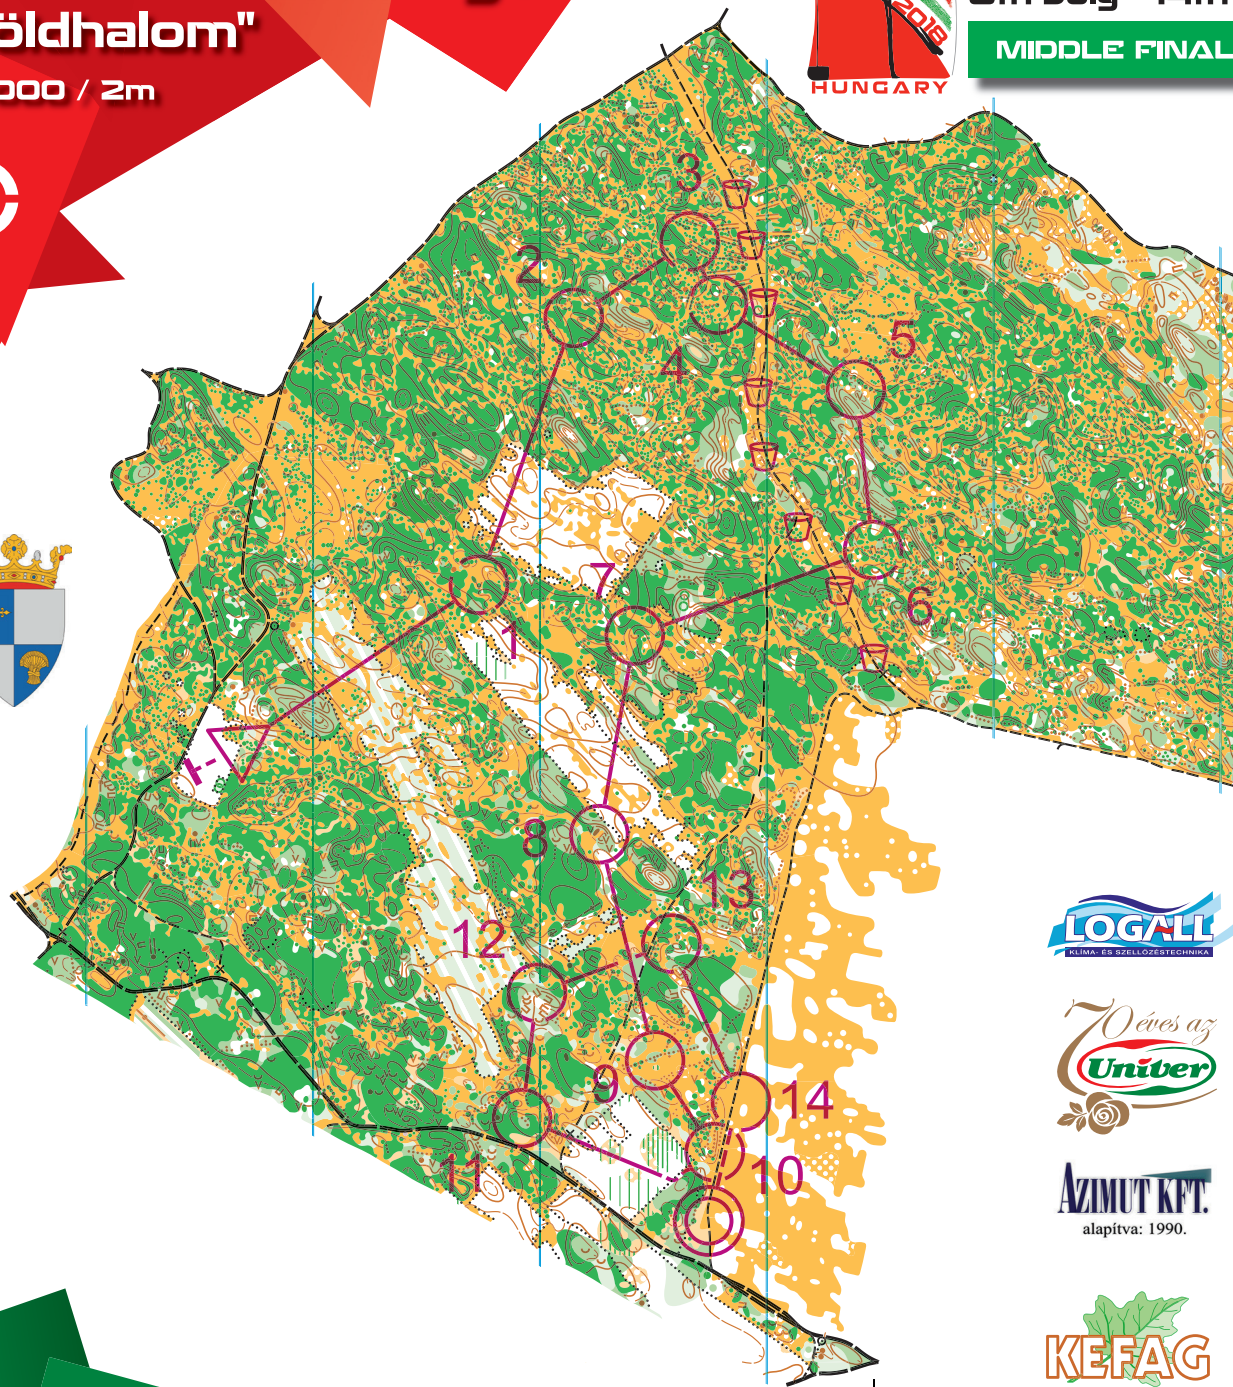 öldhalom"
000 / 2m
C
2018
HUNGARY
MIDDLE FINAL
3
2
5
4
7
6
1
8
13
12
9
14
11
10
LOGALL
KLÍMA- ÉS SZELLŐZÉSTECHNIKA
70 éves az
Univer
AZIMUT KFT.
alapítva: 1990.
KEFAG